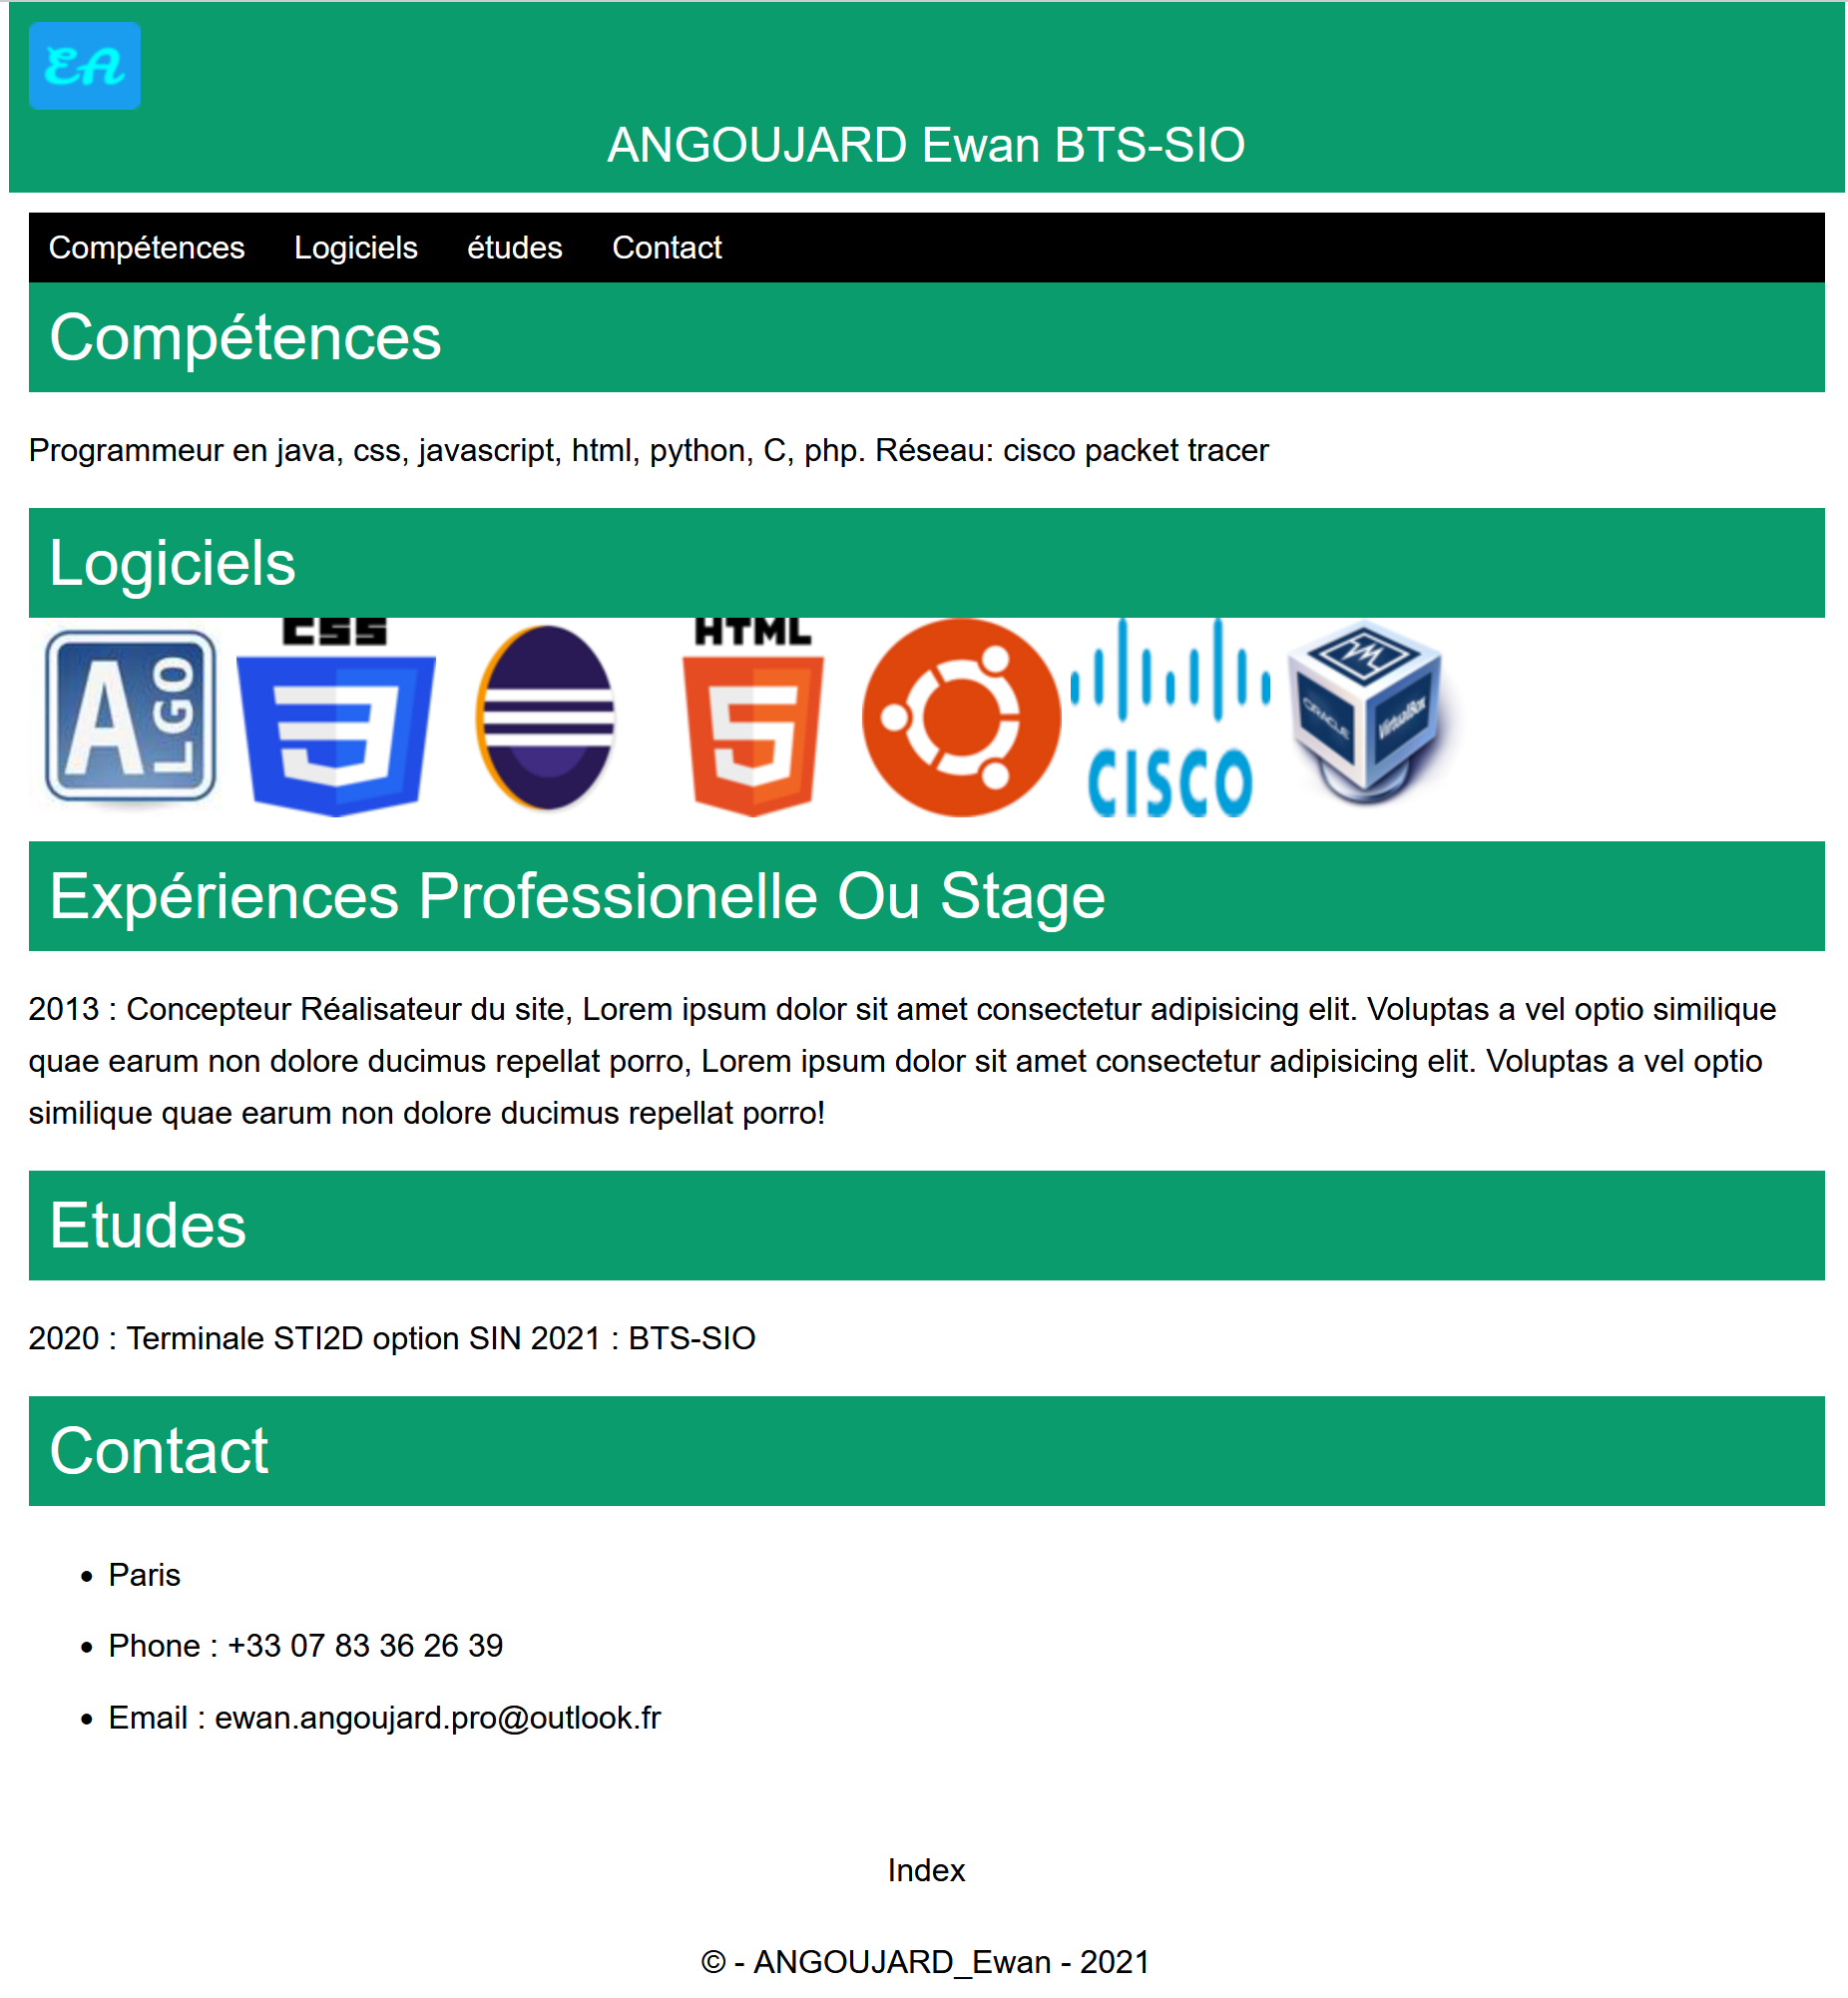 EA
ANGOUJARD Ewan BTS-SIO
Compétences Logiciels études Contact
Compétences
Programmeur en java, css, javascript, html, python, C, php. Réseau: cisco packet tracer
Logiciels
A LGO
CSS
3
HTML
5
CISCO
ORACLE VirtualBox
Expériences Professionelle Ou Stage
2013 : Concepteur Réalisateur du site, Lorem ipsum dolor sit amet consectetur adipisicing elit. Voluptas a vel optio similique
quae earum non dolore ducimus repellat porro, Lorem ipsum dolor sit amet consectetur adipisicing elit. Voluptas a vel optio
similique quae earum non dolore ducimus repellat porro!
Etudes
2020 : Terminale STI2D option SIN 2021 : BTS-SIO
Contact
Paris
Phone : +33 07 83 36 26 39
Email : ewan.angoujard.pro@outlook.fr
Index
© - ANGOUJARD_Ewan - 2021